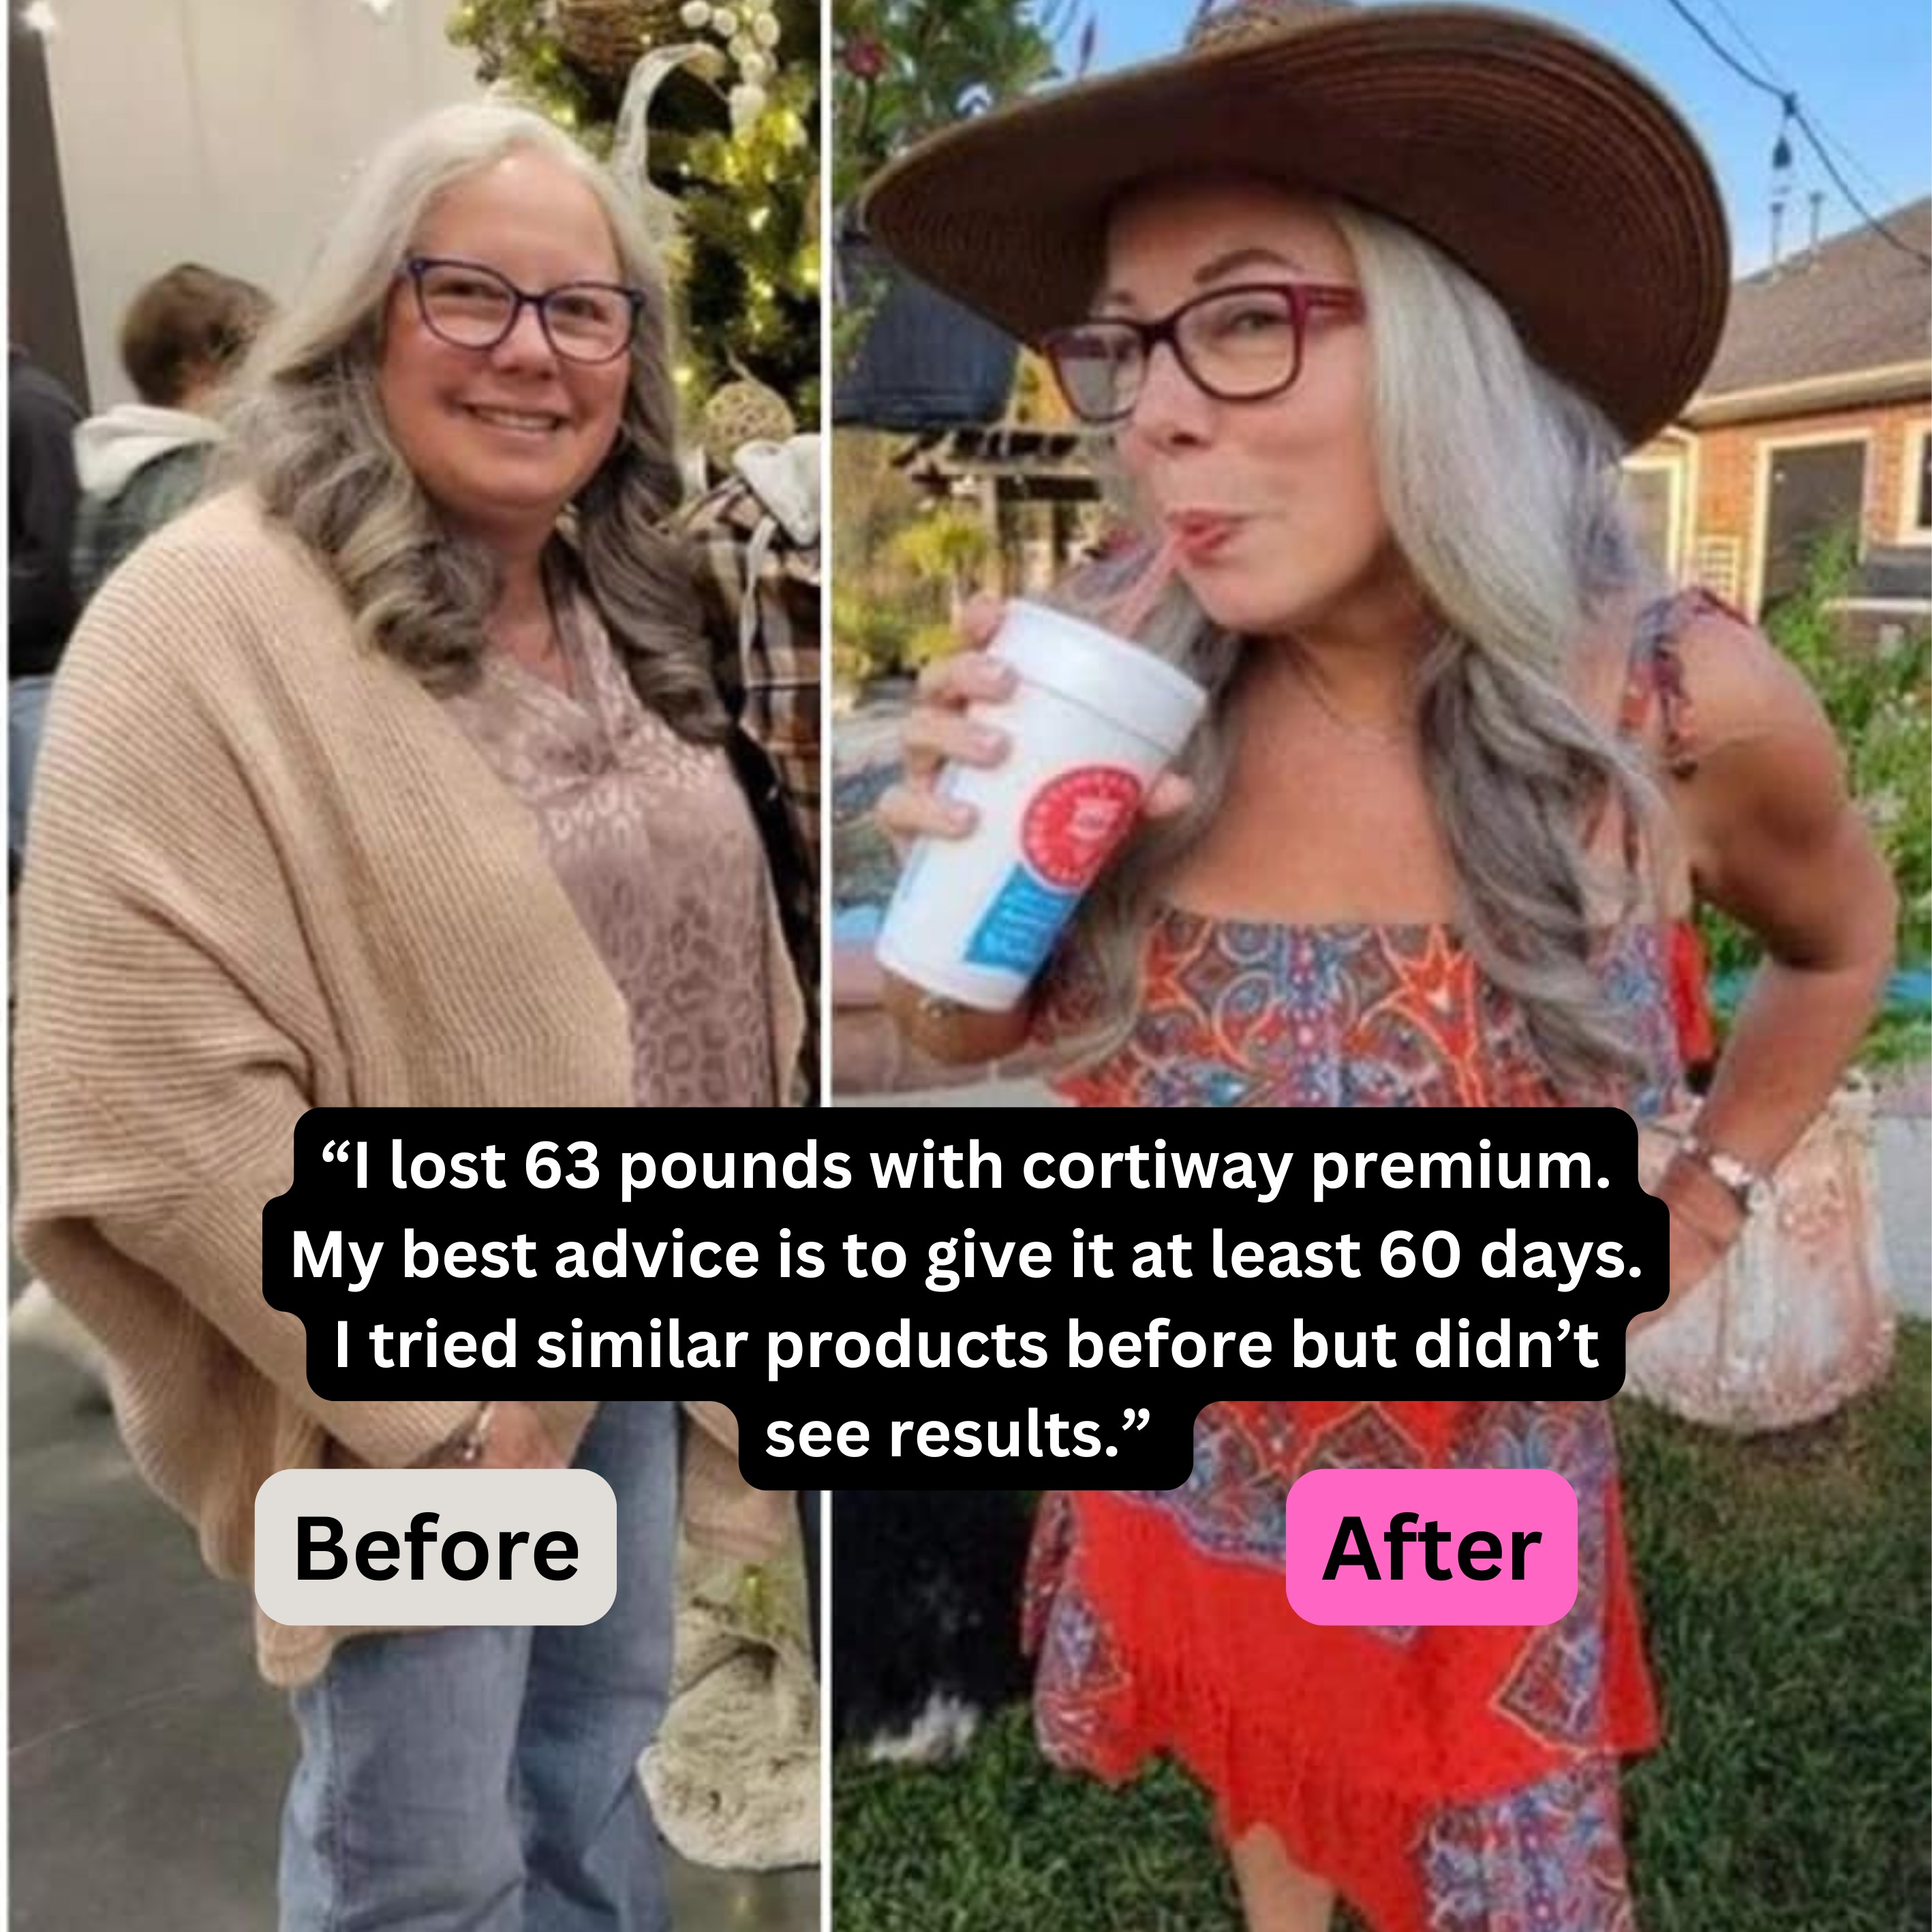 “I lost 63 pounds with cortiway premium.
My best advice is to give it at least 60 days.
I tried similar products before but didn’t
see results.”
Before
After